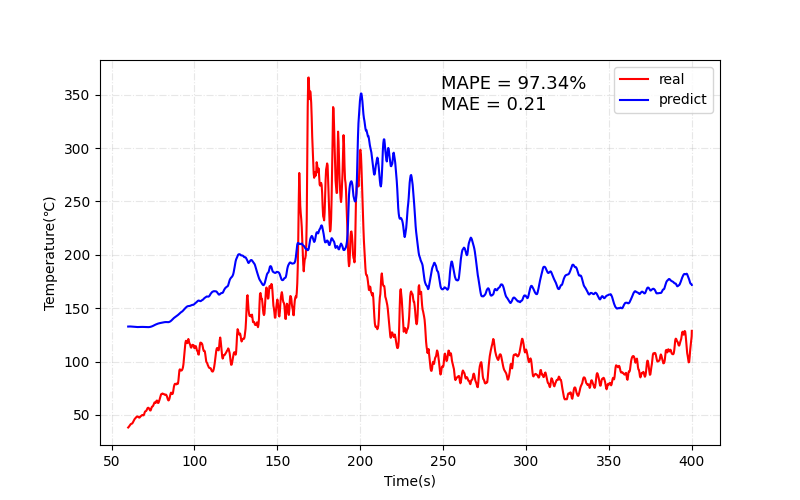 MAPE = 97.34%
MAE = 0.21
real
predict
Temperature(℃)
350
300
250
200
150
100
50
50 100 150 200 250 300 350 400
Time(s)